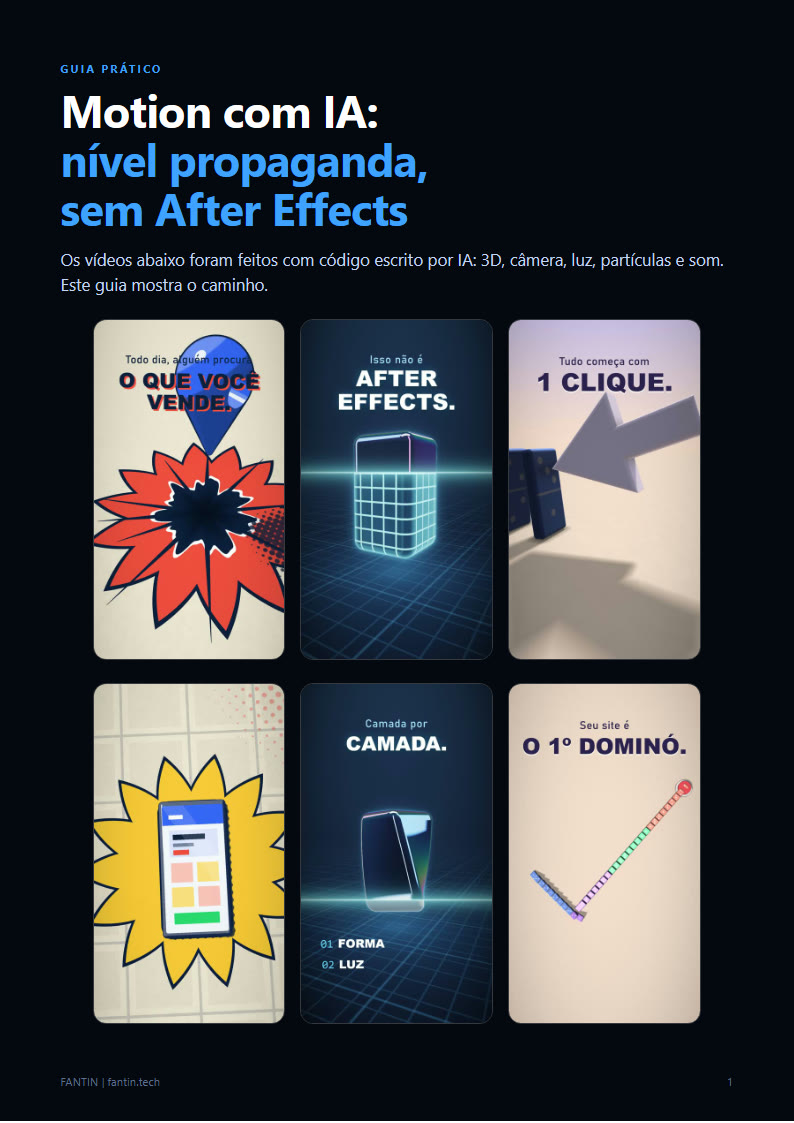 GUIA PRÁTICO
Motion com IA:
nível propaganda,
sem After Effects
Os vídeos abaixo foram feitos com código escrito por IA: 3D, câmera, luz, partículas e som.
Este guia mostra o caminho.
Todo dia, alguém procura
O QUE VOCÊ
VENDE.
Isso não é
AFTER
EFFECTS.
Tudo começa com
1 CLIQUE.
Camada por
CAMADA.
01 FORMA
02 LUZ
Seu site é
O 1º DOMINÓ.
FANTIN | fantin.tech
1